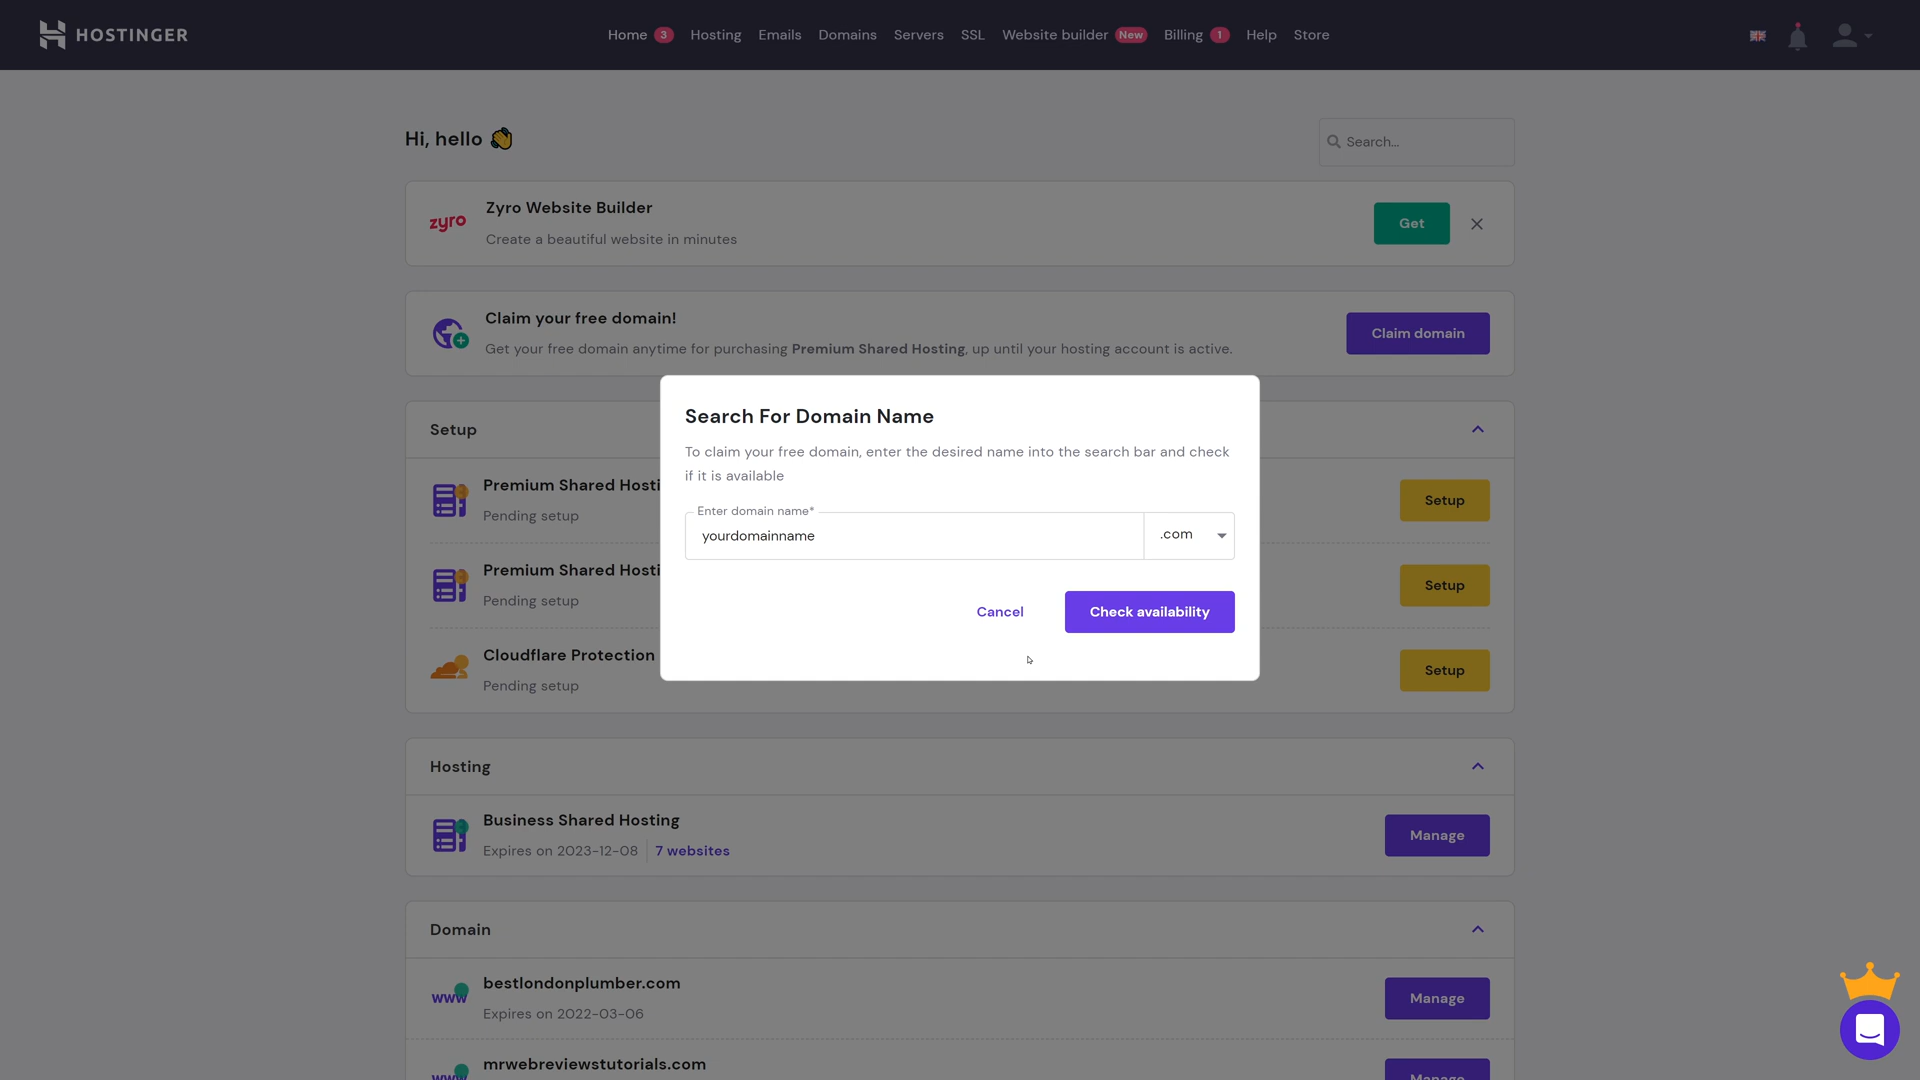 HOSTINGER
Home 3 Hosting Emails Domains Servers SSL Website builder New Billing 1 Help Store
Hi, hello
Search...
zyro
Zyro Website Builder
Create a beautiful website in minutes
Get
Claim your free domain!
Get your free domain anytime for purchasing Premium Shared Hosting, up until your hosting account is active.
Claim domain
Search For Domain Name
To claim your free domain, enter the desired name into the search bar and check
if it is available
Enter domain name*
yourdomainname
.com
Cancel
Check availability
Setup
Premium Shared Hosti
Pending setup
Setup
Premium Shared Hosti
Pending setup
Setup
Cloudflare Protection
Pending setup
Setup
Hosting
Business Shared Hosting
Expires on 2023-12-08 7 websites
Manage
Domain
www
bestlondonplumber.com
Expires on 2022-03-06
Manage
www
mrwebreviewstutorials.com
Manage